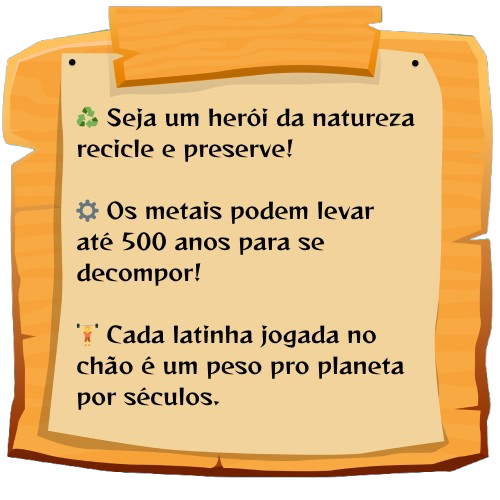 ♻️ Seja um herói da natureza
recicle e preserve!
⚙️ Os metais podem levar
até 500 anos para se
decompor!
🏋️ Cada latinha jogada no
chão é um peso pro planeta
por séculos.